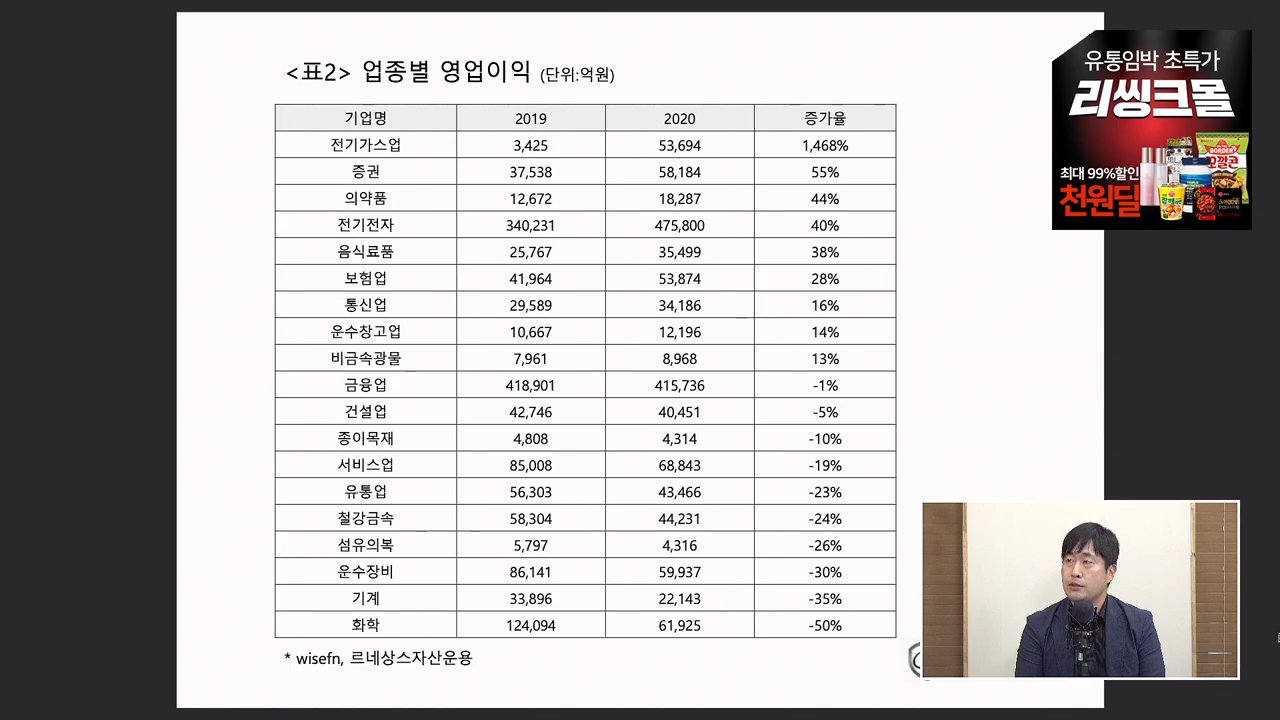 <표2> 업종별 영업이익 (단위:억원)
기업명 2019 2020 증가율
전기가스업 3,425 53,694 1,468%
증권 37,538 58,184 55%
의약품 12,672 18,287 44%
전기전자 340,231 475,800 40%
음식료품 25,767 35,499 38%
보험업 41,964 53,874 28%
통신업 29,589 34,186 16%
운수창고업 10,667 12,196 14%
비금속광물 7,961 8,968 13%
금융업 418,901 415,736 -1%
건설업 42,746 40,451 -5%
종이목재 4,808 4,314 -10%
서비스업 85,008 68,843 -19%
유통업 56,303 43,466 -23%
철강금속 58,304 44,231 -24%
섬유의복 5,797 4,316 -26%
운수장비 86,141 59,937 -30%
기계 33,896 22,143 -35%
화학 124,094 61,925 -50%
* wisefn, 르네상스자산운용
유통임박 초특가
리씽크몰
최대 99%할인
천원딜
BORDER
오깔콘